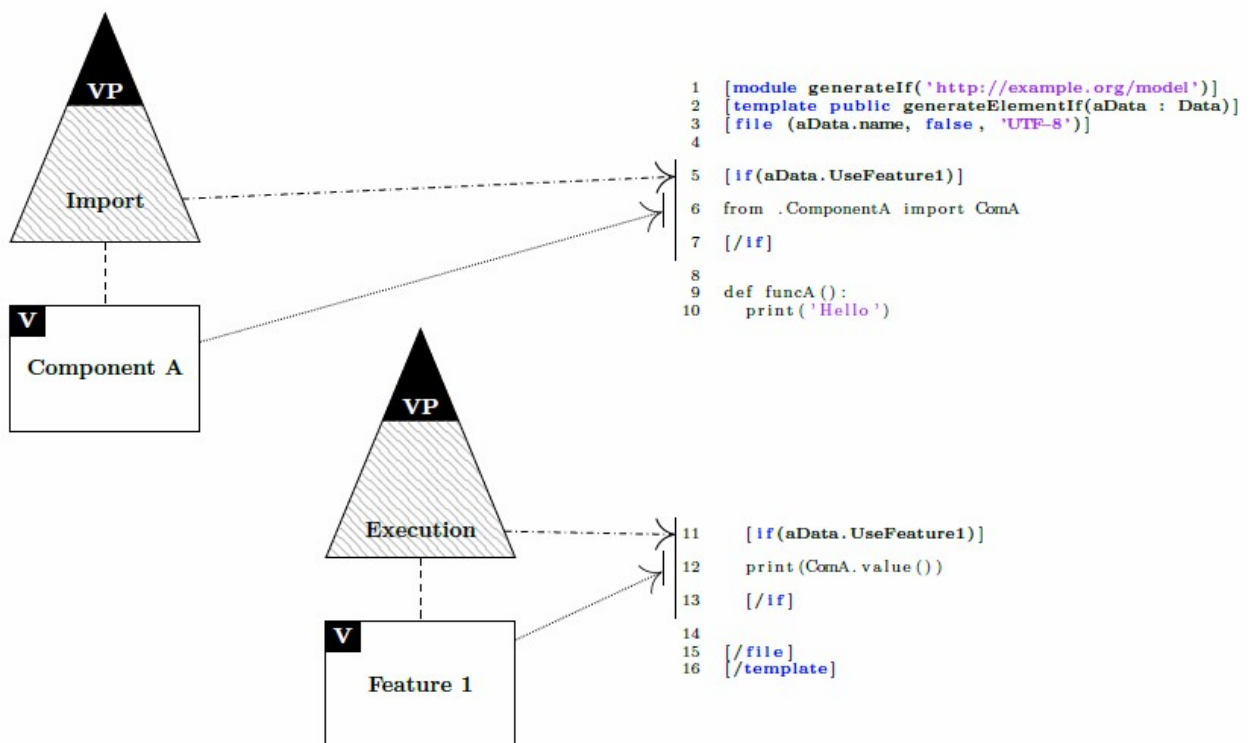 VP
Import
V
Component A
VP
Execution
V
Feature 1
1 [module generateIf('http://example.org/model')]
2 [template public generateElementIf(aData : Data)]
3 [file (aData.name, false, 'UTF-8')]
4
5 [if(aData.UseFeature1)]
6 from .ComponentA import ComA
7 [/if]
8
9 def funcA():
10 print('Hello')
11 [if(aData.UseFeature1)]
12 print(ComA.value())
13 [/if]
14
15 [/file]
16 [/template]